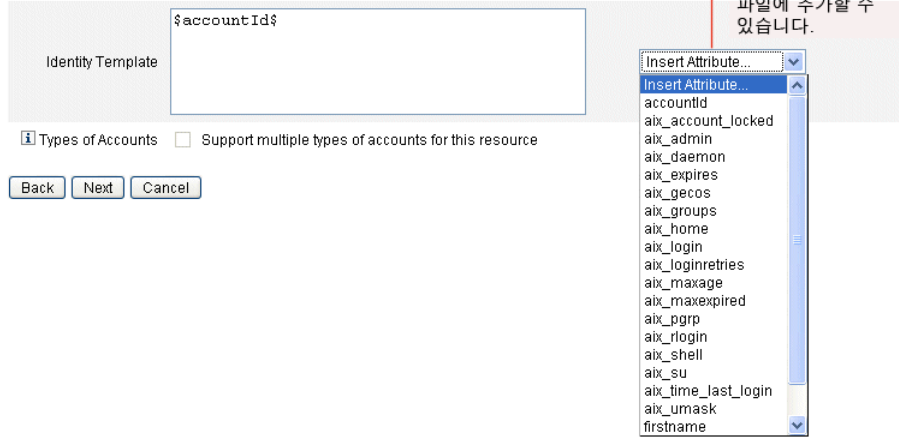 파일에 추가할 수
있습니다.
$accountId$
Identity Template
Insert Attribute...
Insert Attribute...
accountId
aix_account_locked
aix_admin
aix_daemon
aix_expires
aix_gecos
aix_groups
aix_home
aix_login
aix_loginretries
aix_maxage
aix_maxexpired
aix_pgrp
aix_rlogin
aix_shell
aix_su
aix_time_last_login
aix_umask
firstname
i Types of Accounts Support multiple types of accounts for this resource
Back Next Cancel